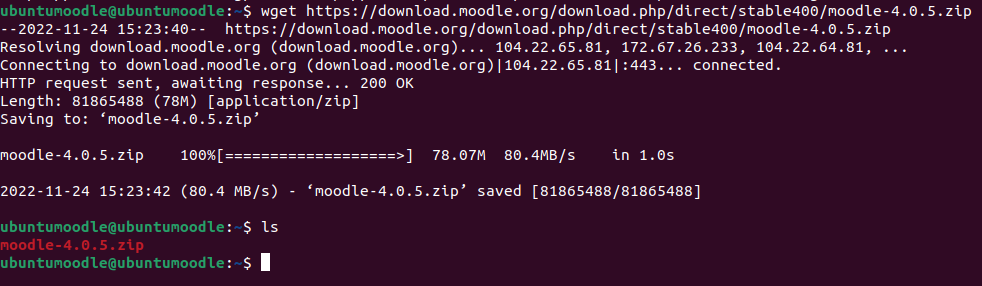 ubuntumoodle@ubuntumoodle:~$ wget https://download.moodle.org/download.php/direct/stable400/moodle-4.0.5.zip
--2022-11-24 15:23:40--  https://download.moodle.org/download.php/direct/stable400/moodle-4.0.5.zip
Resolving download.moodle.org (download.moodle.org)... 104.22.65.81, 172.67.26.233, 104.22.64.81, ...
Connecting to download.moodle.org (download.moodle.org)|104.22.65.81|:443... connected.
HTTP request sent, awaiting response... 200 OK
Length: 81865488 (78M) [application/zip]
Saving to: ‘moodle-4.0.5.zip’
moodle-4.0.5.zip    100%[===================>]  78.07M  80.4MB/s    in 1.0s
2022-11-24 15:23:42 (80.4 MB/s) - ‘moodle-4.0.5.zip’ saved [81865488/81865488]
ubuntumoodle@ubuntumoodle:~$ ls
moodle-4.0.5.zip
ubuntumoodle@ubuntumoodle:~$